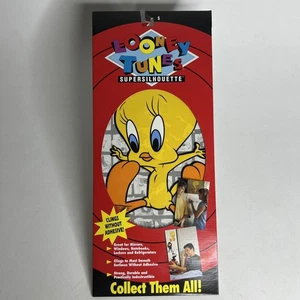 LOONEY
TUNES
SUPERSILHOUETTE
CLINGS
WITHOUT
ADHESIVE!
Great for Mirrors,
Windows, Notebooks,
Lockers and Refrigerators
Clings to Most Smooth
Surfaces Without Adhesive
Strong, Durable and
Practically Indestructible
Collect Them All!